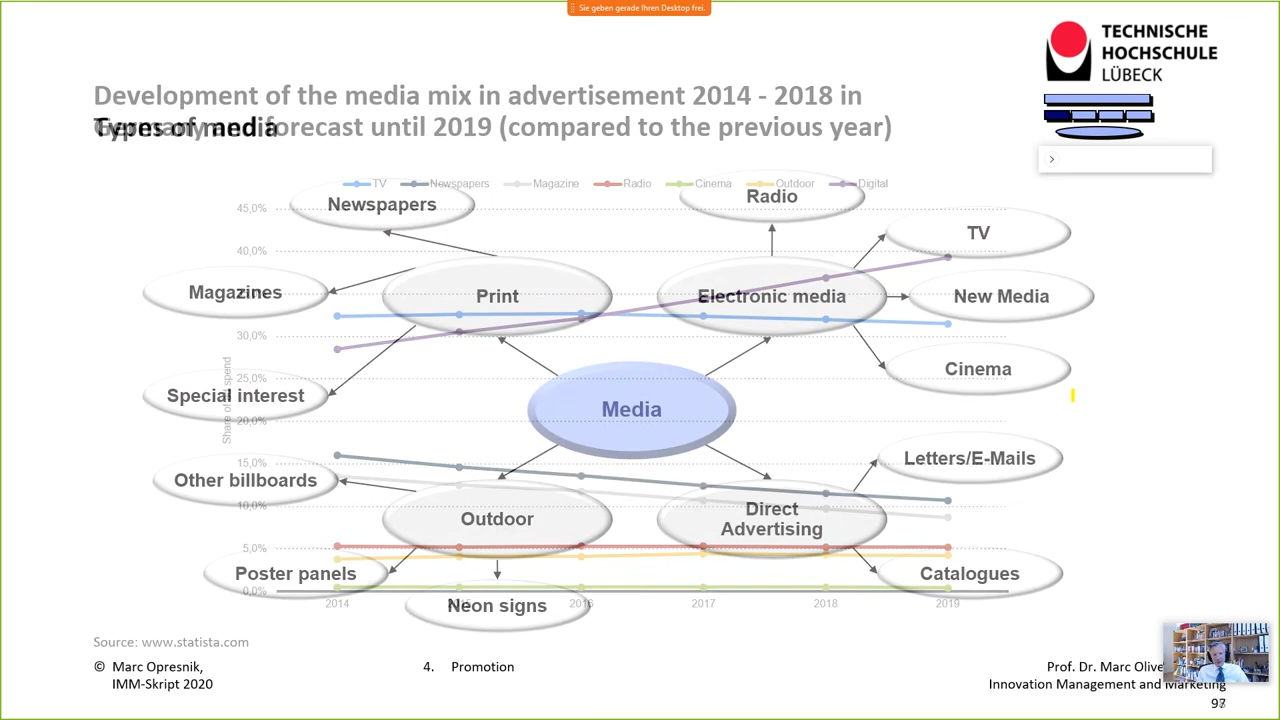 Sie geben gerade Ihren Desktop frei.
TECHNISCHE
HOCHSCHULE
LÜBECK
Development of the media mix in advertisement 2014 - 2018 in
forecast until 2019 (compared to the previous year)
Types of media
TV Newspapers Magazine Radio Cinema Outdoor Digital
45,0%
40,0%
30,0%
25,0%
20,0%
15,0%
10,0%
5,0%
0,0%
Share of spend
Newspapers
Radio
TV
Magazines
Print
Electronic media
New Media
Cinema
Special interest
Media
Letters/E-Mails
Other billboards
Outdoor
Direct
Advertising
Poster panels
Catalogues
Neon signs
2014 2016 2017 2018 2019
Source: www.statista.com
© Marc Opresnik,
IMM-Skript 2020
4. Promotion
Prof. Dr. Marc
Innovation Management and Marketing